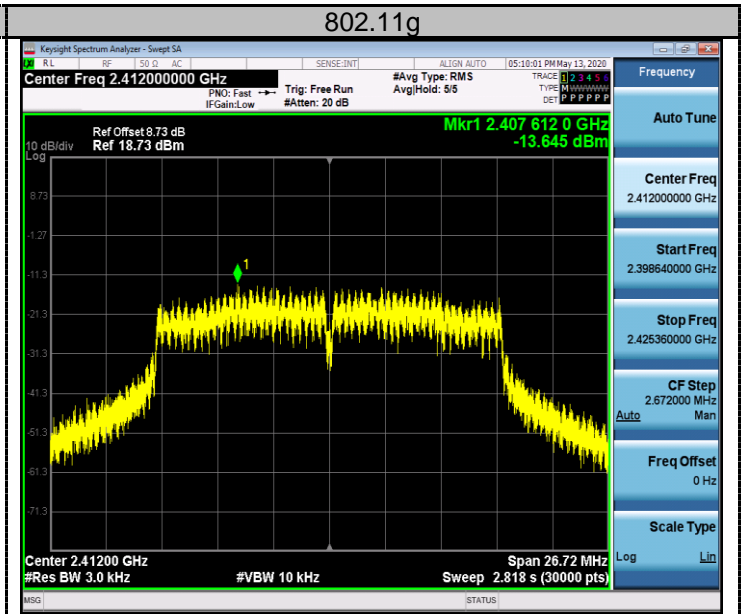 802.11g
Keysight Spectrum Analyzer - Swept SA
RL RF 50 Ω AC SENSE:INT ALIGN AUTO 05:10:01 PM May 13, 2020
Center Freq 2.412000000 GHz
PNO: Fast
IFGain:Low
Trig: Free Run
#Atten: 20 dB
#Avg Type: RMS
Avg|Hold: 5/5
TRACE 1 2 3 4 5 6
TYPE M WWWWW
DET P P P P P P
Frequency
Auto Tune
Center Freq
2.412000000 GHz
Start Freq
2.398640000 GHz
Stop Freq
2.425360000 GHz
CF Step
2.672000 MHz
Auto Man
Freq Offset
0 Hz
Scale Type
Log Lin
Mkr1 2.407 612 0 GHz
-13.645 dBm
Ref Offset 8.73 dB
10 dB/div Ref 18.73 dBm
Log
8.73
-1.27
-11.3
-21.3
-31.3
-41.3
-51.3
-61.3
-71.3
1
Center 2.41200 GHz Span 26.72 MHz
#Res BW 3.0 kHz #VBW 10 kHz Sweep 2.818 s (30000 pts)
MSG STATUS